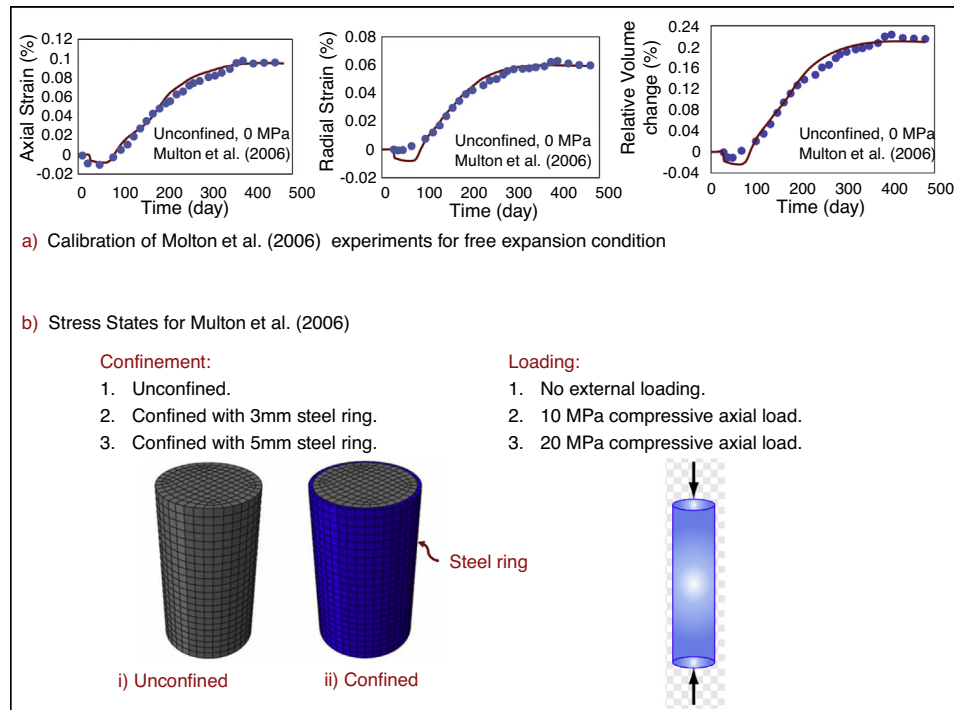 Axial Strain (%)
0.12
0.1
0.08
0.06
0.04
0.02
0
-0.02
0 100 200 300 400 500
Time (day)
Unconfined, 0 MPa
Multon et al. (2006)
Radial Strain (%)
0.08
0.06
0.04
0.02
0
-0.02
0 100 200 300 400 500
Time (day)
Unconfined, 0 MPa
Multon et al. (2006)
Relative Volume
change (%)
0.24
0.2
0.16
0.12
0.08
0.04
0
-0.04
0 100 200 300 400 500
Time (day)
Unconfined, 0 MPa
Multon et al. (2006)
a) Calibration of Molton et al. (2006) experiments for free expansion condition
b) Stress States for Multon et al. (2006)
Confinement:
1. Unconfined.
2. Confined with 3mm steel ring.
3. Confined with 5mm steel ring.
Loading:
1. No external loading.
2. 10 MPa compressive axial load.
3. 20 MPa compressive axial load.
Steel ring
i) Unconfined
ii) Confined